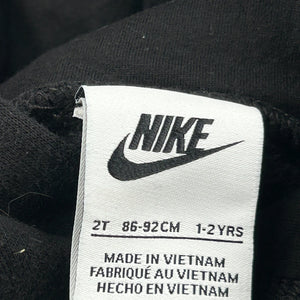 NIKE
2T 86-92CM 1-2YRS
MADE IN VIETNAM
FABRIQUÉ AU VIETNAM
HECHO EN VIETNAM